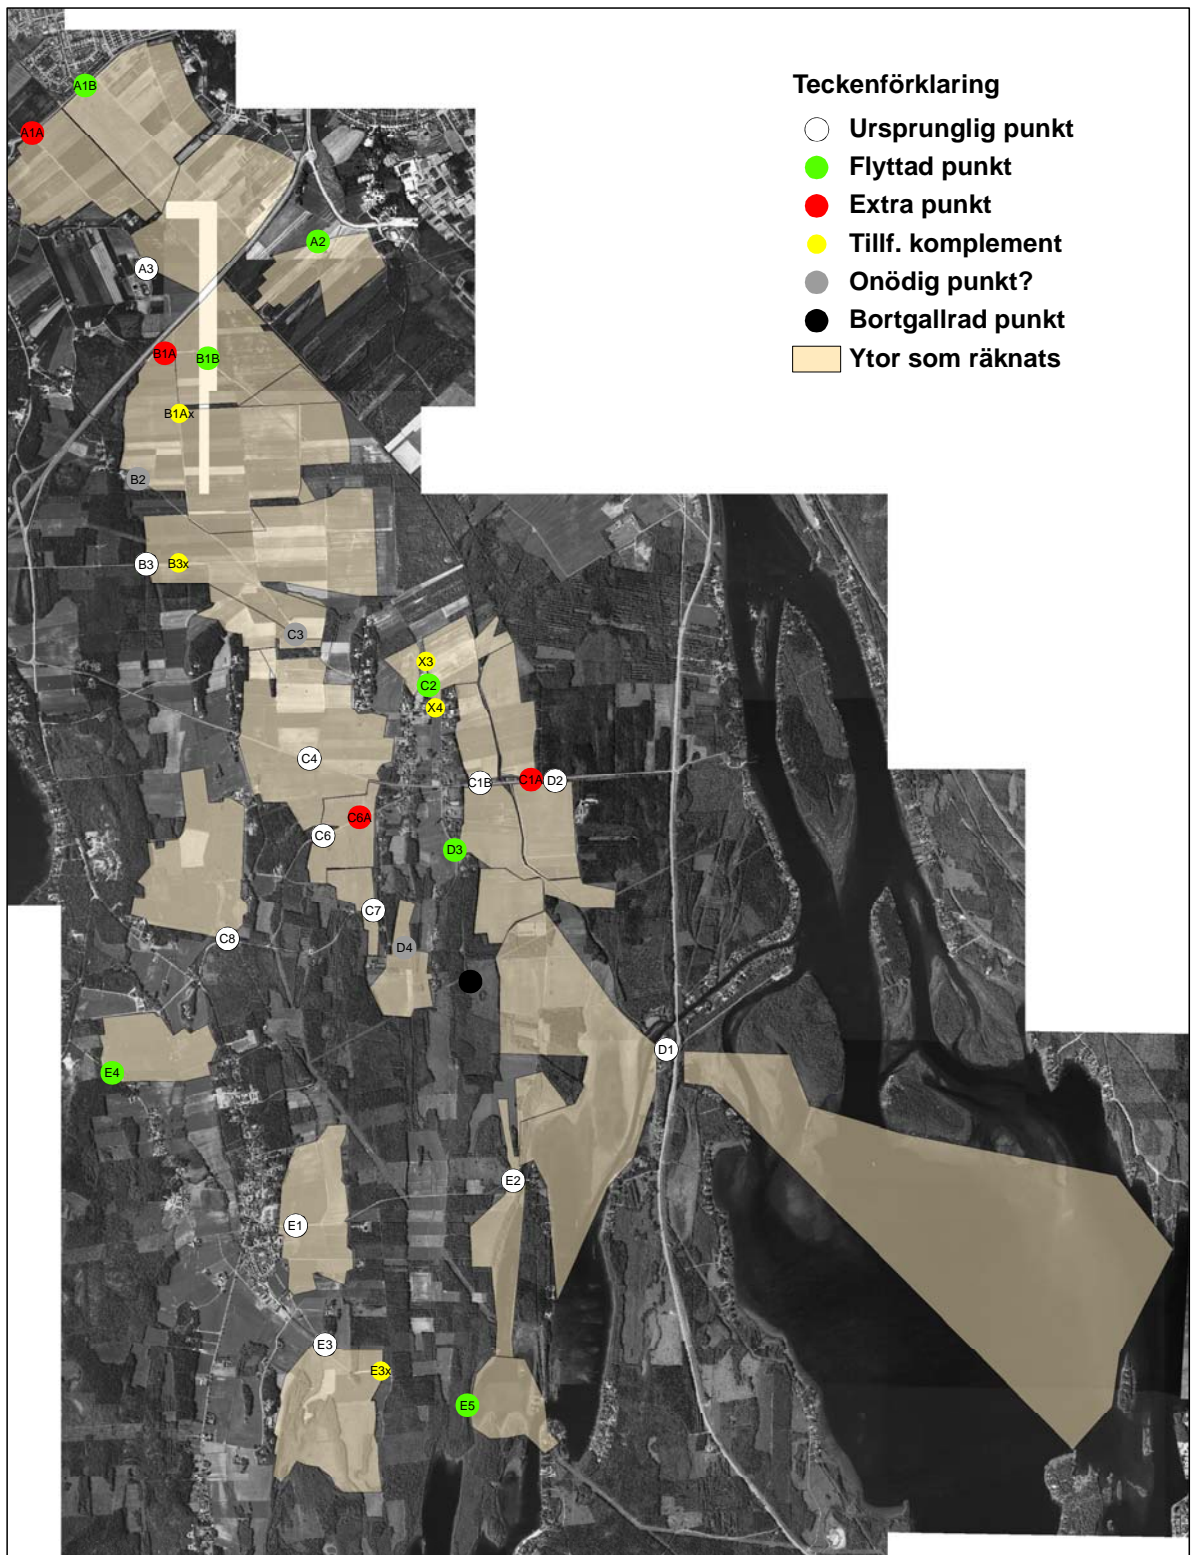 Teckenförklaring
Ursprunglig punkt
Flyttad punkt
Extra punkt
Tillf. komplement
Onödig punkt?
Bortgallrad punkt
Ytor som räknats
A1B
A1A
A2
A3
B1A
B1B
B1Ax
B2
B3
B3x
C3
X3
C2
X4
C4
C1B
C1A
D2
C6A
C6
D3
C7
C8
D4
D1
E4
E2
E1
E3
E3x
E5